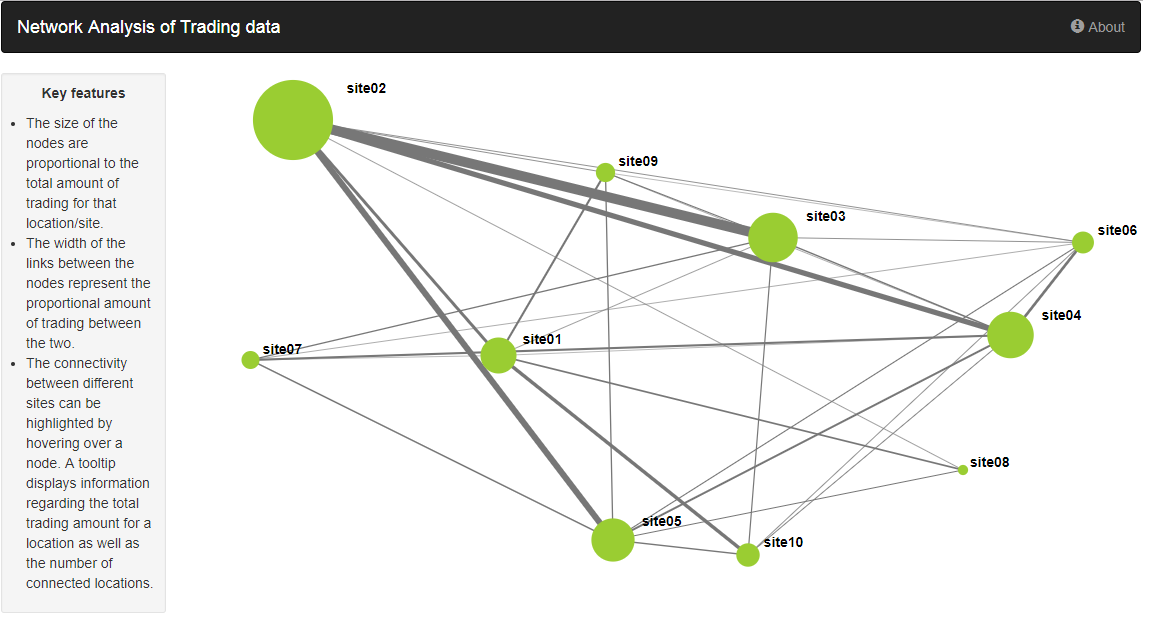 Network Analysis of Trading data
About
Key features
The size of the
nodes are
proportional to the
total amount of
trading for that
location/site.
The width of the
links between the
nodes represent the
proportional amount
of trading between
the two.
The connectivity
between different
sites can be
highlighted by
hovering over a
node. A tooltip
displays information
regarding the total
trading amount for a
location as well as
the number of
connected locations.
site02
site09
site03
site06
site04
site01
site07
site08
site05
site10